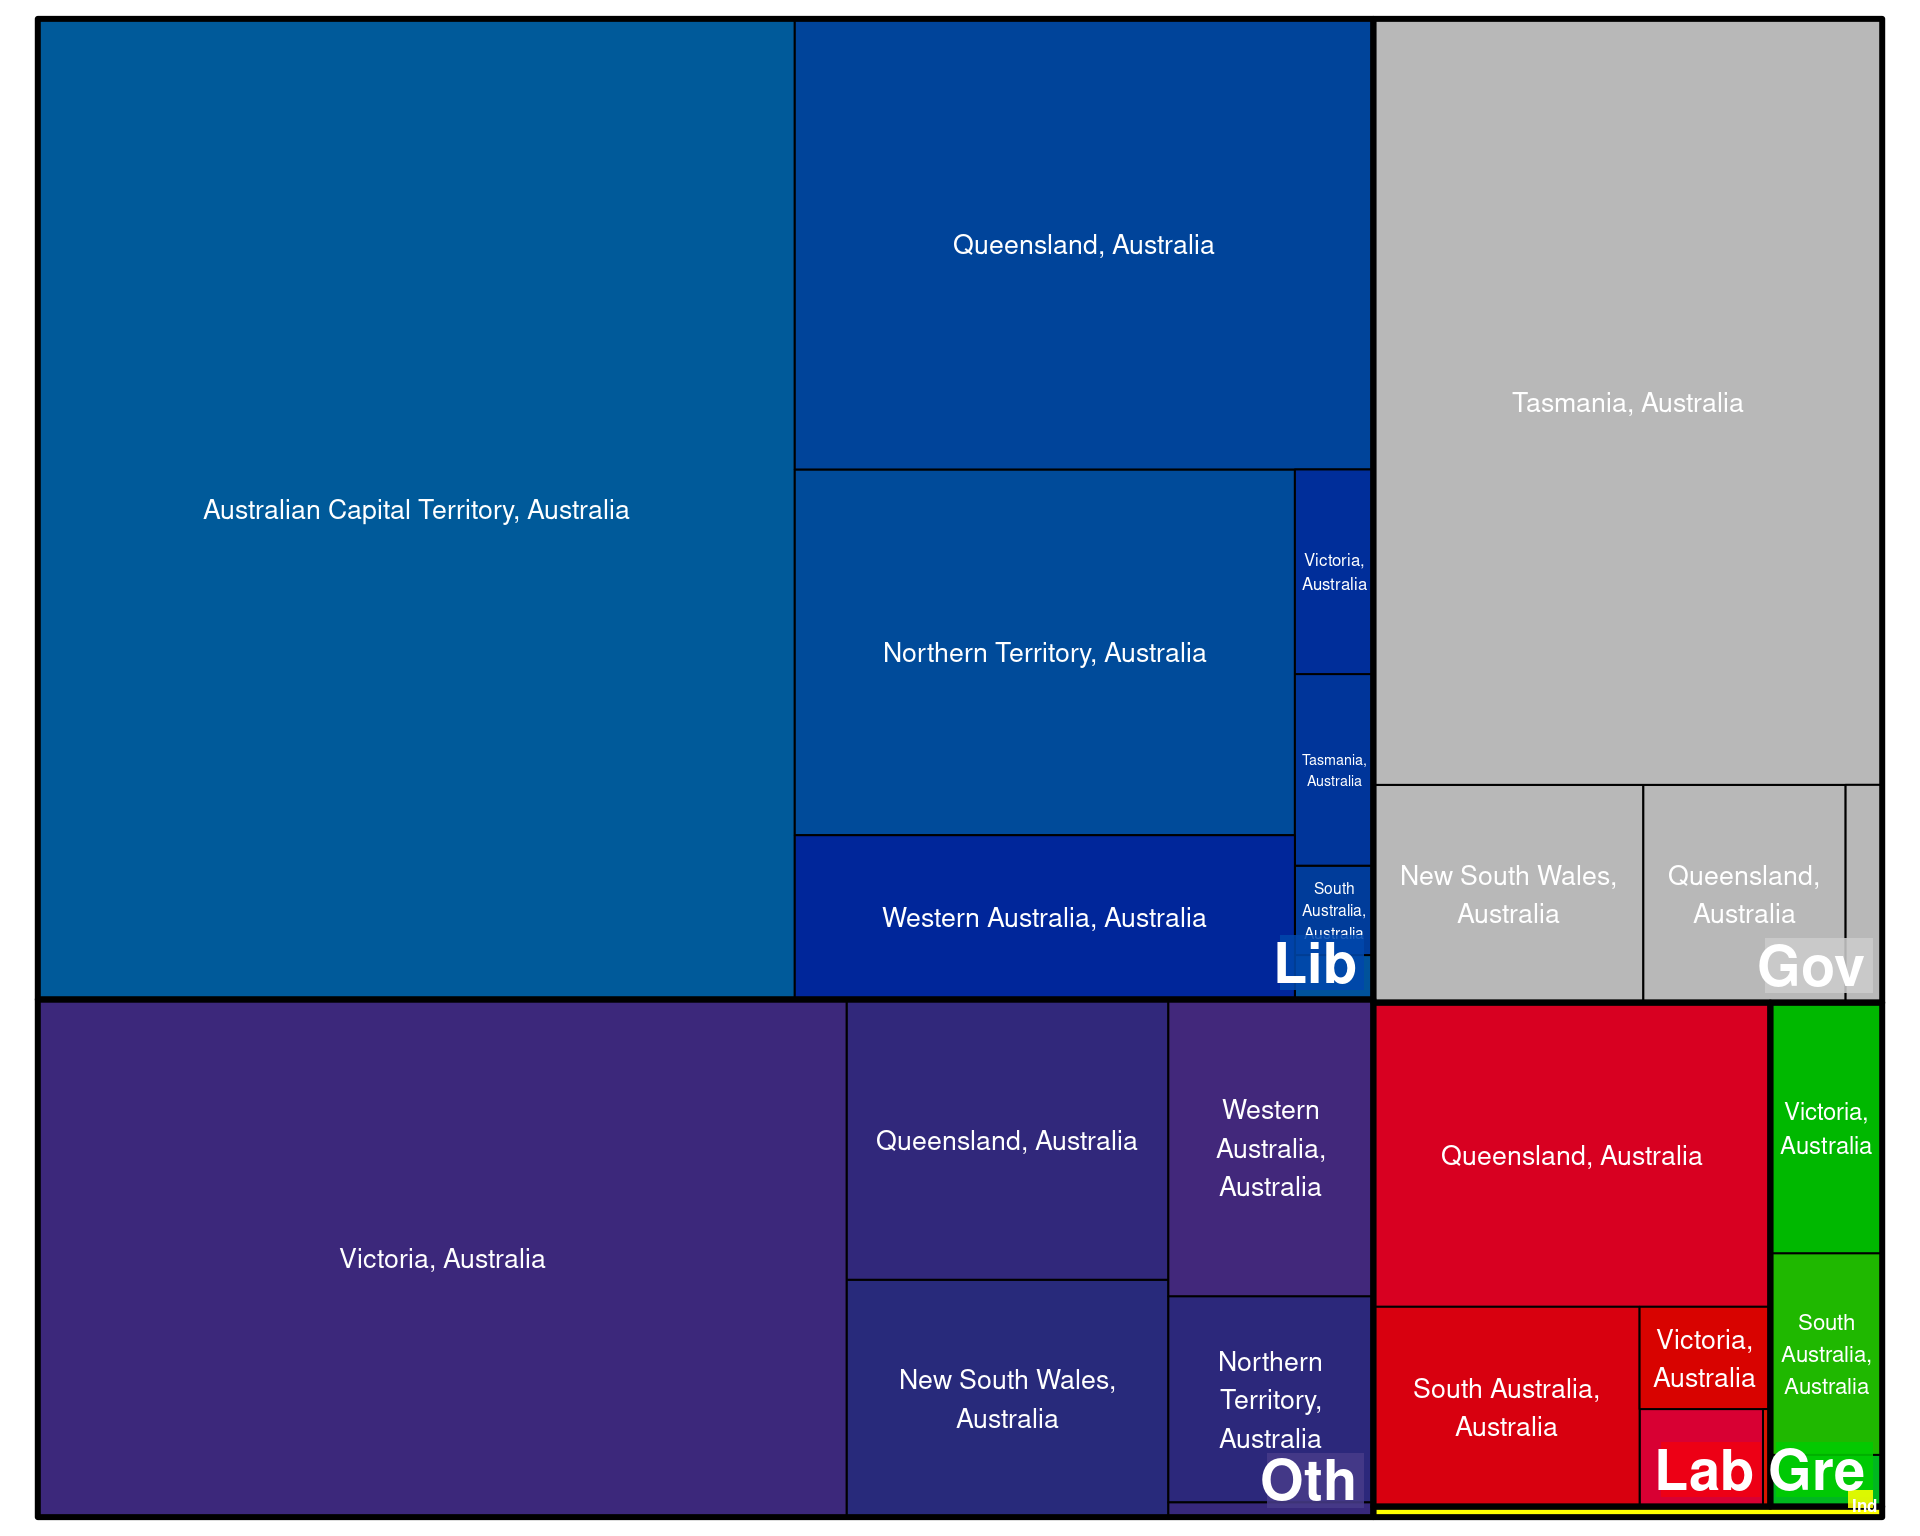 Australian Capital Territory, Australia
Queensland, Australia
Northern Territory, Australia
Victoria,
Australia
Tasmania,
Australia
Western Australia, Australia
South
Australia,
Australia
Lib
Tasmania, Australia
New South Wales,
Australia
Queensland,
Australia
Gov
Victoria, Australia
Queensland, Australia
New South Wales,
Australia
Western
Australia,
Australia
Northern
Territory,
Australia
Oth
Queensland, Australia
South Australia,
Australia
Victoria,
Australia
Lab
Victoria,
Australia
South
Australia,
Australia
Gre
Ind